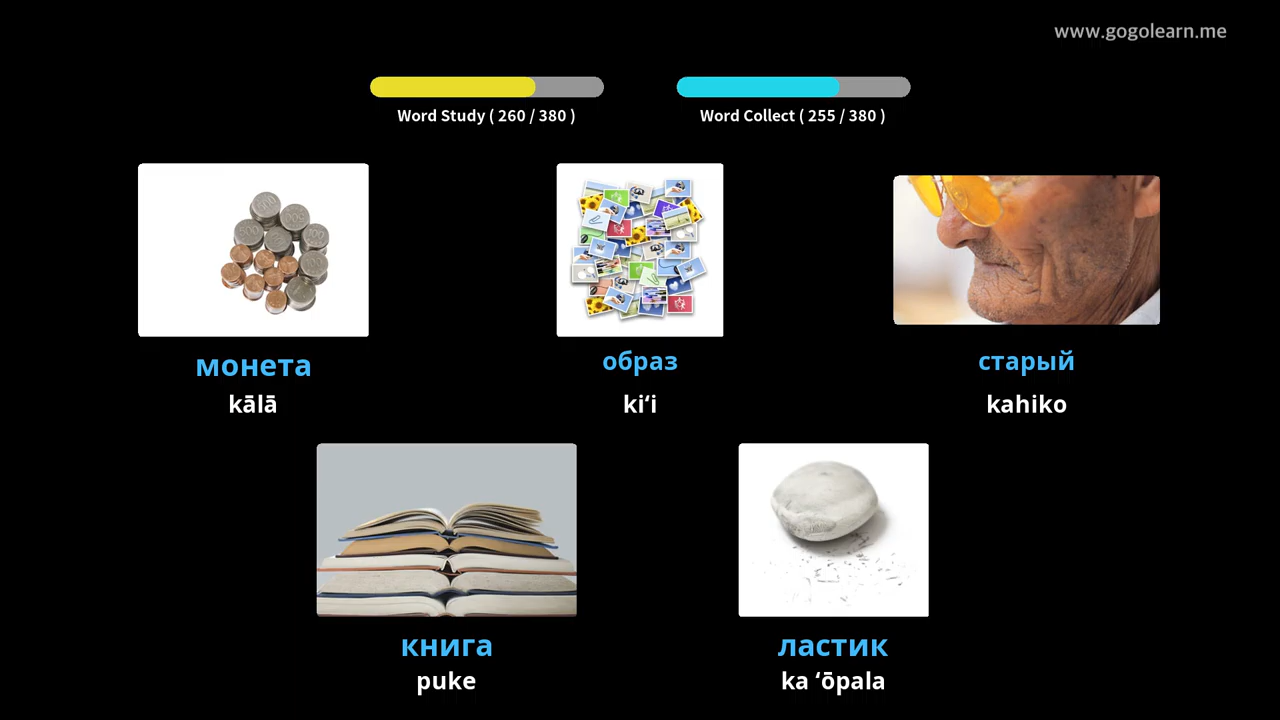 www.gogolearn.me
Word Study ( 260 / 380 )
Word Collect ( 255 / 380 )
монета
kālā
образ
kiʻi
старый
kahiko
книга
puke
ластик
ka ʻōpala